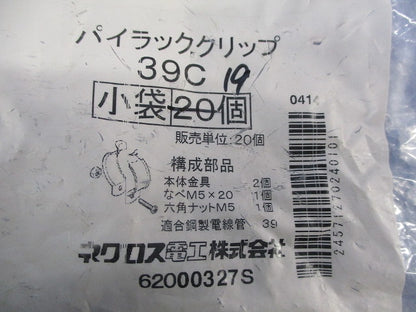 パイラッククリップ
39C 19
小袋 20個
0414
販売単位:20個
構成部品
本体金具 2個
なべM5×20 1個
六角ナットM5 1個
適合鋼製電線管 39
ネグロス電工株式会社
62000327S